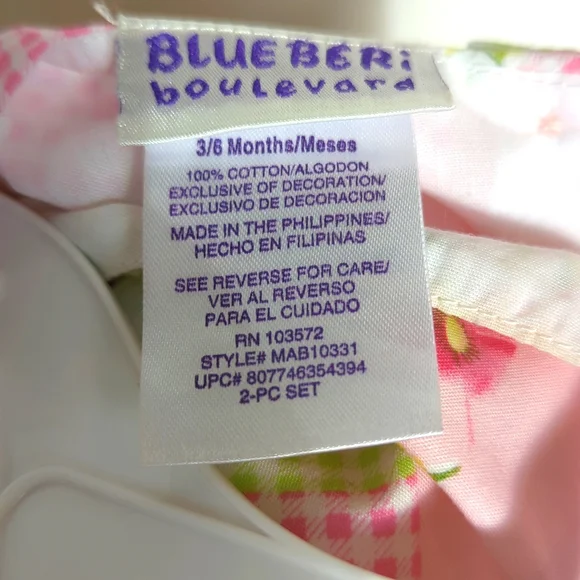 BLUEBERi
boulevard
3/6 Months/Meses
100% COTTON/ALGODON
EXCLUSIVE OF DECORATION/
EXCLUSIVO DE DECORACION
MADE IN THE PHILIPPINES/
HECHO EN FILIPINAS
SEE REVERSE FOR CARE/
VER AL REVERSO
PARA EL CUIDADO
RN 103572
STYLE# MAB10331
UPC# 807746354394
2-PC SET